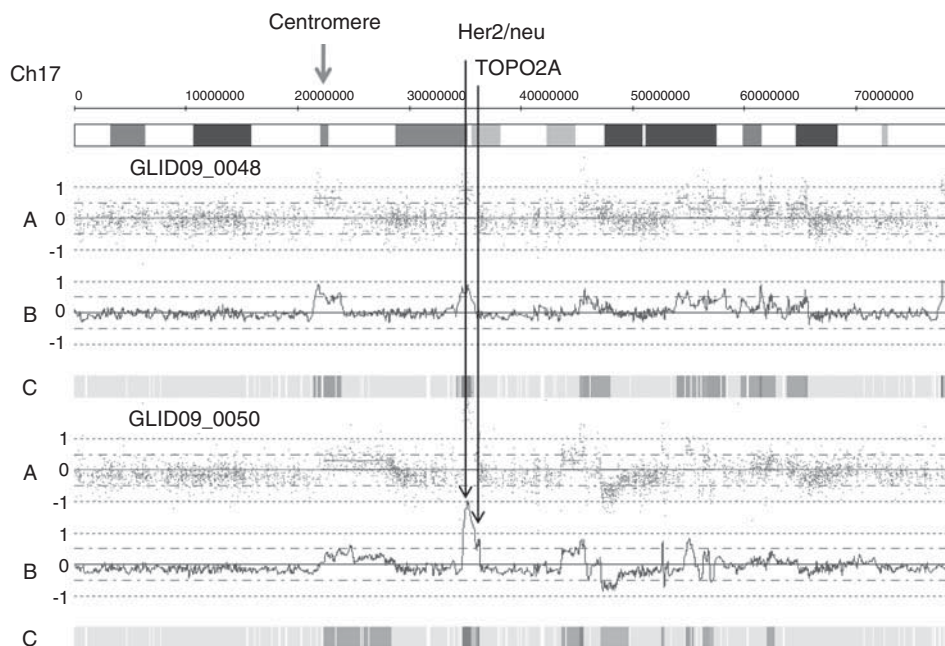 Centromere
Her2/neu
TOPO2A
Ch17
0 10000000 20000000 30000000 40000000 50000000 60000000 70000000
GLID09_0048
1
A 0
-1
1
B 0
-1
C
GLID09_0050
1
A 0
-1
1
B 0
-1
C